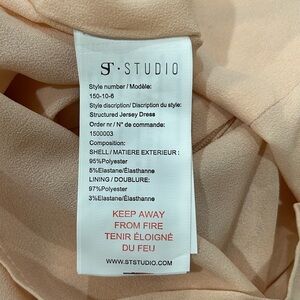 ST·STUDIO
Style number / Modèle:
150-10-6
Style discription/ Discription du style:
Structured Jersey Dress
Order nr / N° de commande:
1500003
Composition:
SHELL / MATIERE EXTERIEUR :
95%Polyester
5%Elastane/Élasthanne
LINING / DOUBLURE:
97%Polyester
3%Elastane/Élasthanne
KEEP AWAY
FROM FIRE
TENIR ÉLOIGNÉ
DU FEU
WWW.STSTUDIO.COM